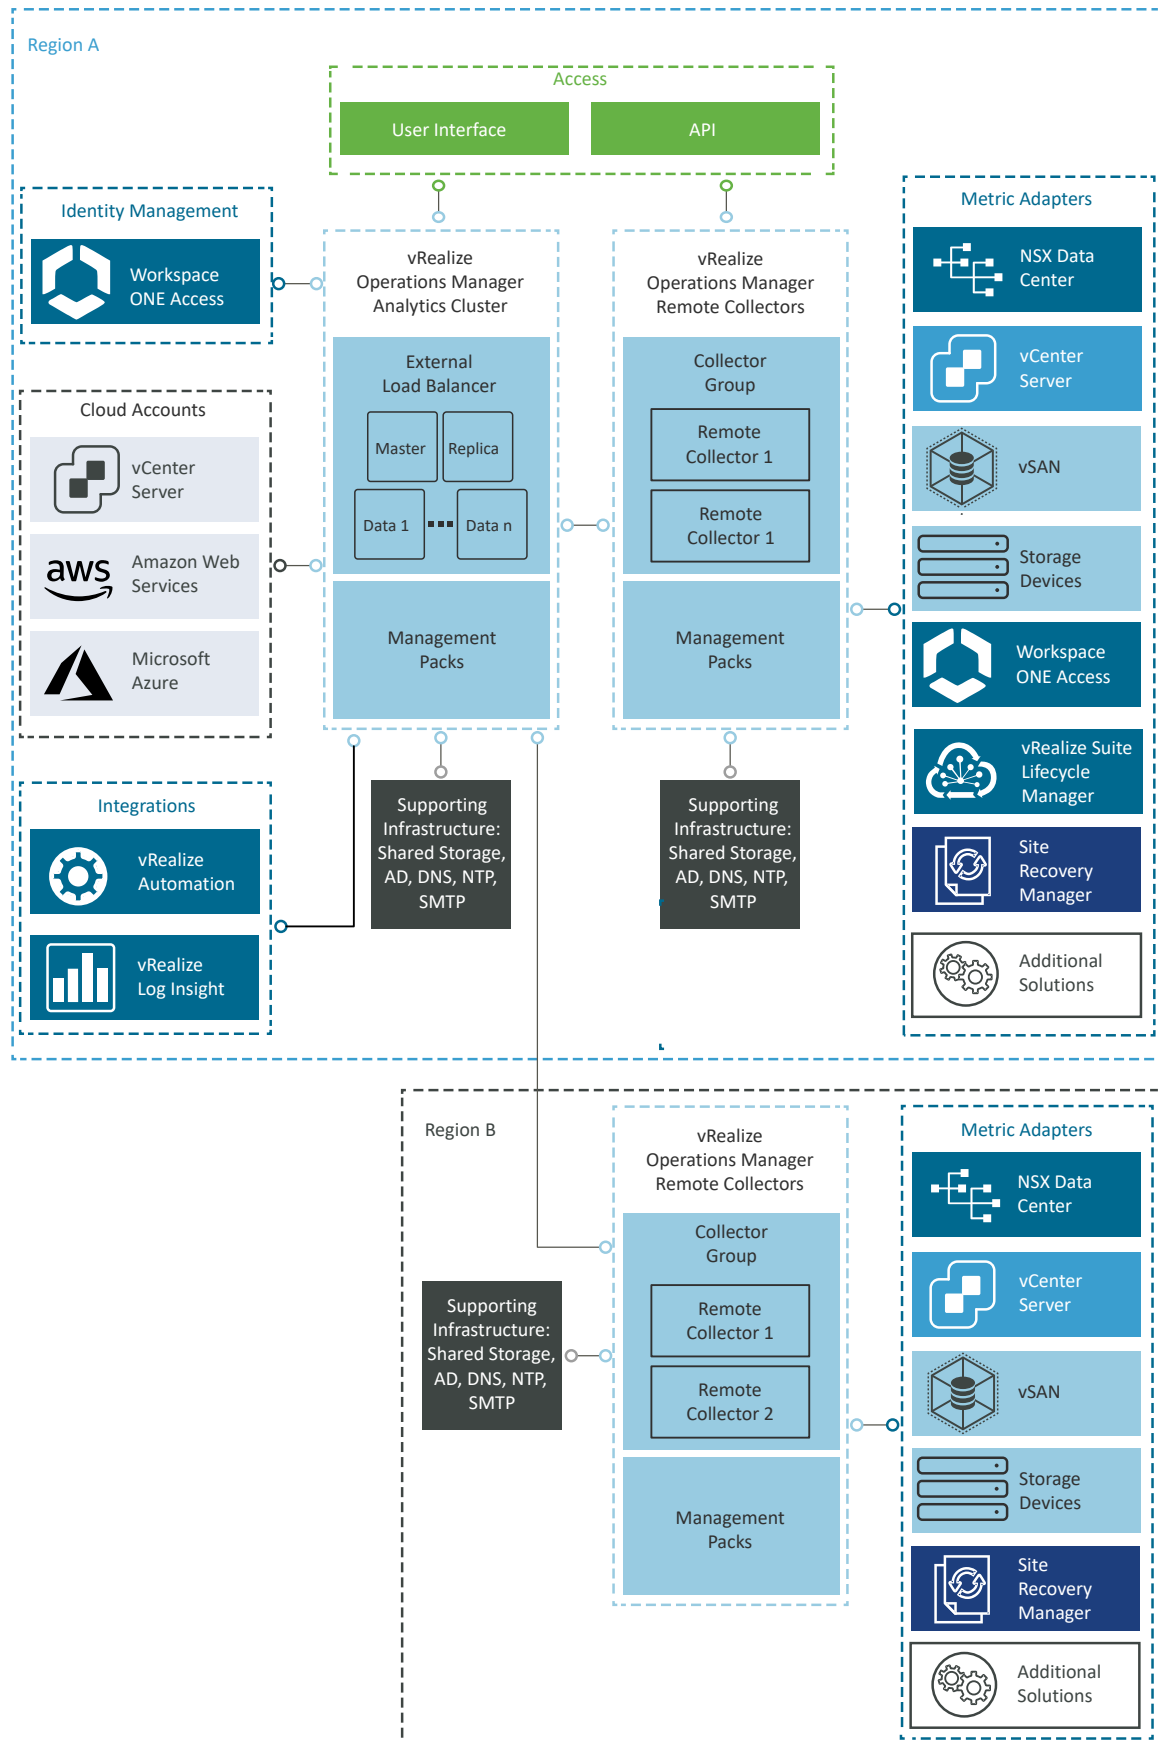 Region A
Access
User Interface
API
Identity Management
Workspace
ONE Access
Cloud Accounts
vCenter
Server
aws
Amazon Web
Services
Microsoft
Azure
Integrations
vRealize
Automation
vRealize
Log Insight
vRealize
Operations Manager
Analytics Cluster
External
Load Balancer
Master
Replica
Data 1
Data n
Management
Packs
Supporting
Infrastructure:
Shared Storage,
AD, DNS, NTP,
SMTP
vRealize
Operations Manager
Remote Collectors
Collector
Group
Remote
Collector 1
Remote
Collector 1
Management
Packs
Supporting
Infrastructure:
Shared Storage,
AD, DNS, NTP,
SMTP
Metric Adapters
NSX Data
Center
vCenter
Server
vSAN
Storage
Devices
Workspace
ONE Access
vRealize Suite
Lifecycle
Manager
Site
Recovery
Manager
Additional
Solutions
Region B
Supporting
Infrastructure:
Shared Storage,
AD, DNS, NTP,
SMTP
vRealize
Operations Manager
Remote Collectors
Collector
Group
Remote
Collector 1
Remote
Collector 2
Management
Packs
Metric Adapters
NSX Data
Center
vCenter
Server
vSAN
Storage
Devices
Site
Recovery
Manager
Additional
Solutions